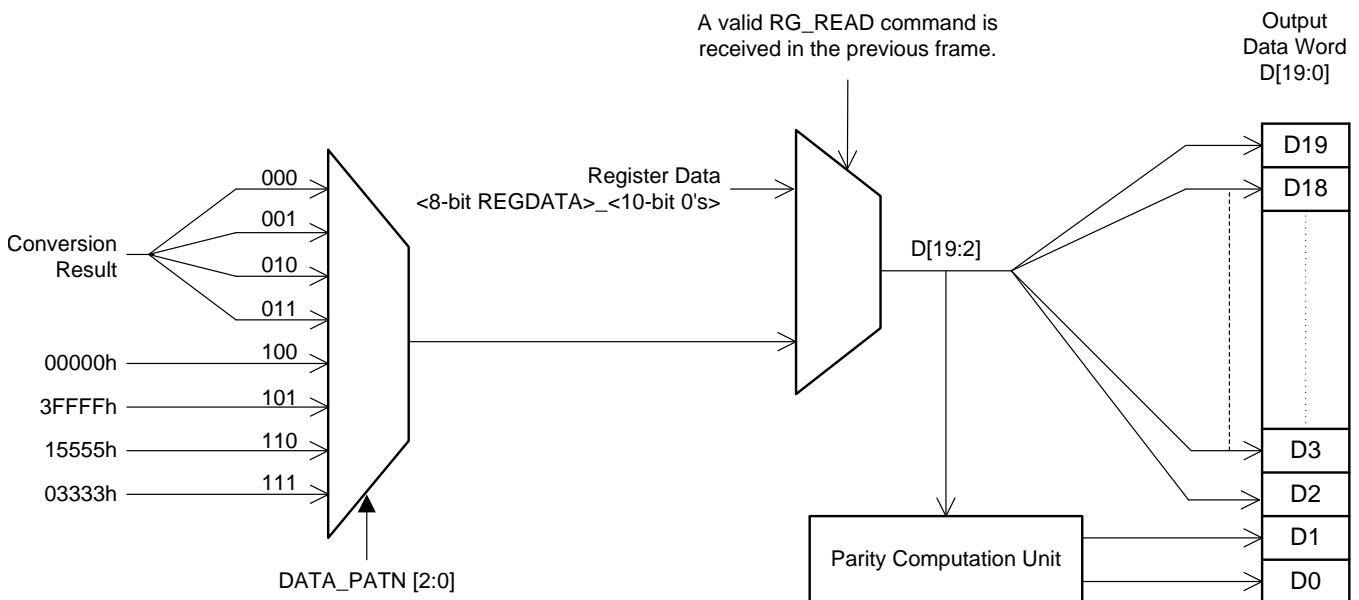 A valid RG_READ command is
received in the previous frame.
Output
Data Word
D[19:0]
Conversion
Result
000
001
010
011
00000h
100
3FFFFh
101
15555h
110
03333h
111
DATA_PATN [2:0]
Register Data
<8-bit REGDATA>_<10-bit 0's>
D[19:2]
Parity Computation Unit
D19
D18
D3
D2
D1
D0